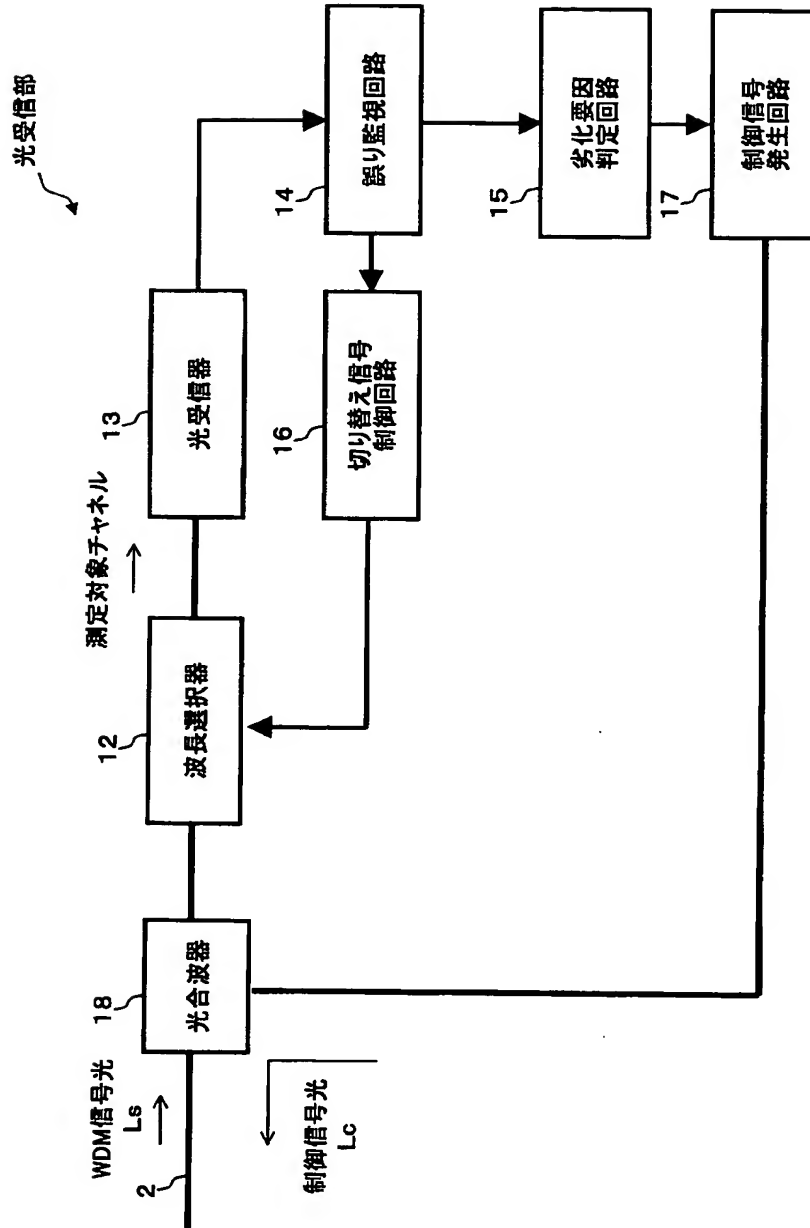 光受信部
WDM信号光
Ls
2
制御信号光
Lc
18
光合波器
12
波長選択器
測定対象チャネル
13
光受信器
16
切り替え信号
制御回路
14
誤り監視回路
15
劣化要因
判定回路
17
制御信号
発生回路